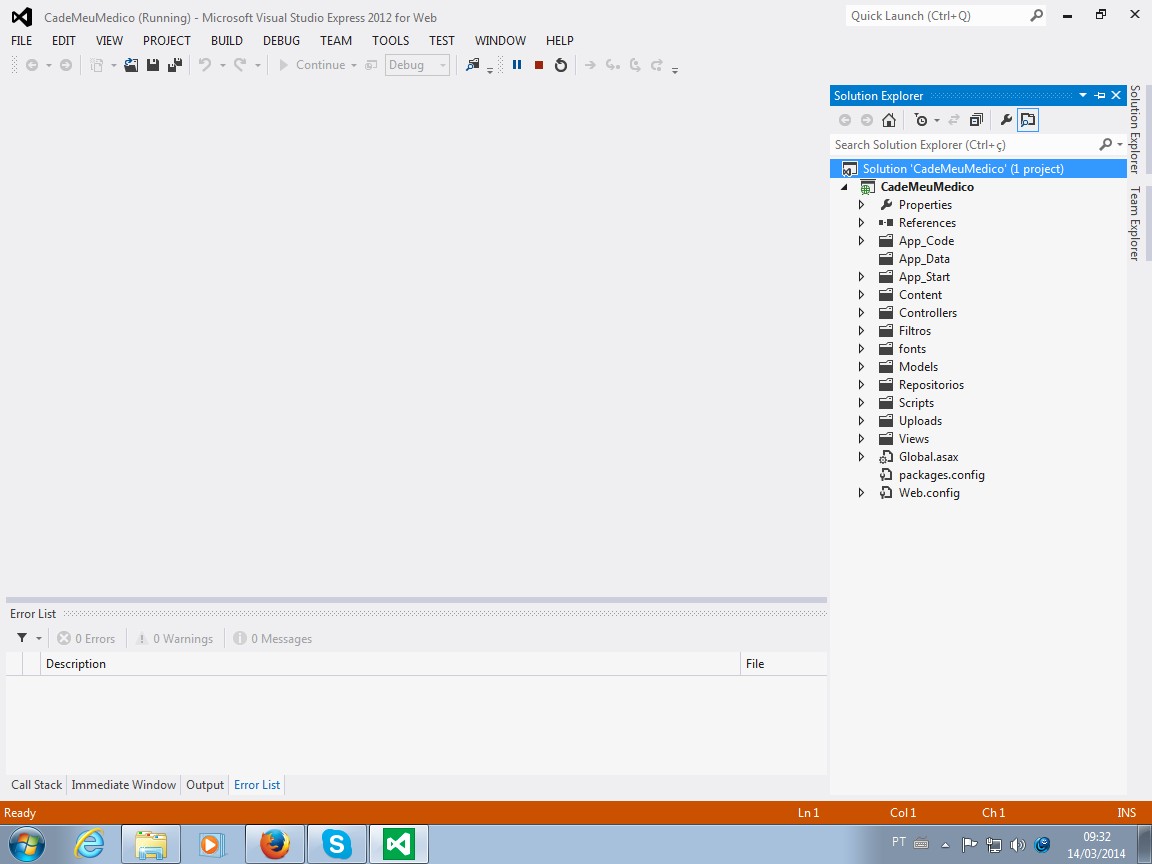 CadeMeuMedico (Running) - Microsoft Visual Studio Express 2012 for Web
Quick Launch (Ctrl+Q)
FILE EDIT VIEW PROJECT BUILD DEBUG TEAM TOOLS TEST WINDOW HELP
Continue Debug
Solution Explorer
Search Solution Explorer (Ctrl+ç)
Solution 'CadeMeuMedico' (1 project)
CadeMeuMedico
Properties
References
App_Code
App_Data
App_Start
Content
Controllers
Filtros
fonts
Models
Repositorios
Scripts
Uploads
Views
Global.asax
packages.config
Web.config
Solution Explorer
Team Explorer
Error List
0 Errors 0 Warnings 0 Messages
Description File
Call Stack Immediate Window Output Error List
Ready Ln 1 Col 1 Ch 1 INS
PT
09:32
14/03/2014